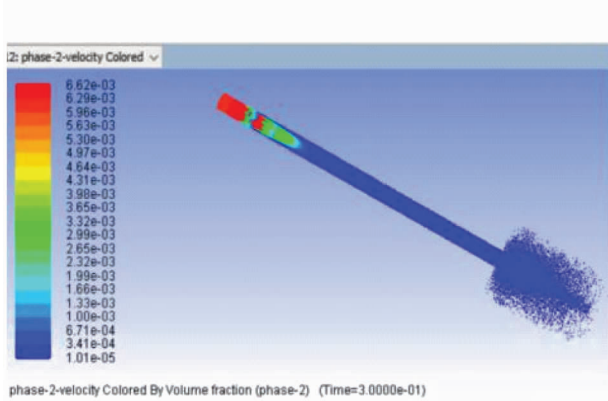 2: phase-2-velocity Colored
6.62e-03
6.29e-03
5.96e-03
5.63e-03
5.30e-03
4.97e-03
4.64e-03
4.31e-03
3.98e-03
3.65e-03
3.32e-03
2.99e-03
2.65e-03
2.32e-03
1.99e-03
1.66e-03
1.33e-03
1.00e-03
6.71e-04
3.41e-04
1.01e-05
phase-2-velocity Colored By Volume fraction (phase-2) (Time=3.0000e-01)